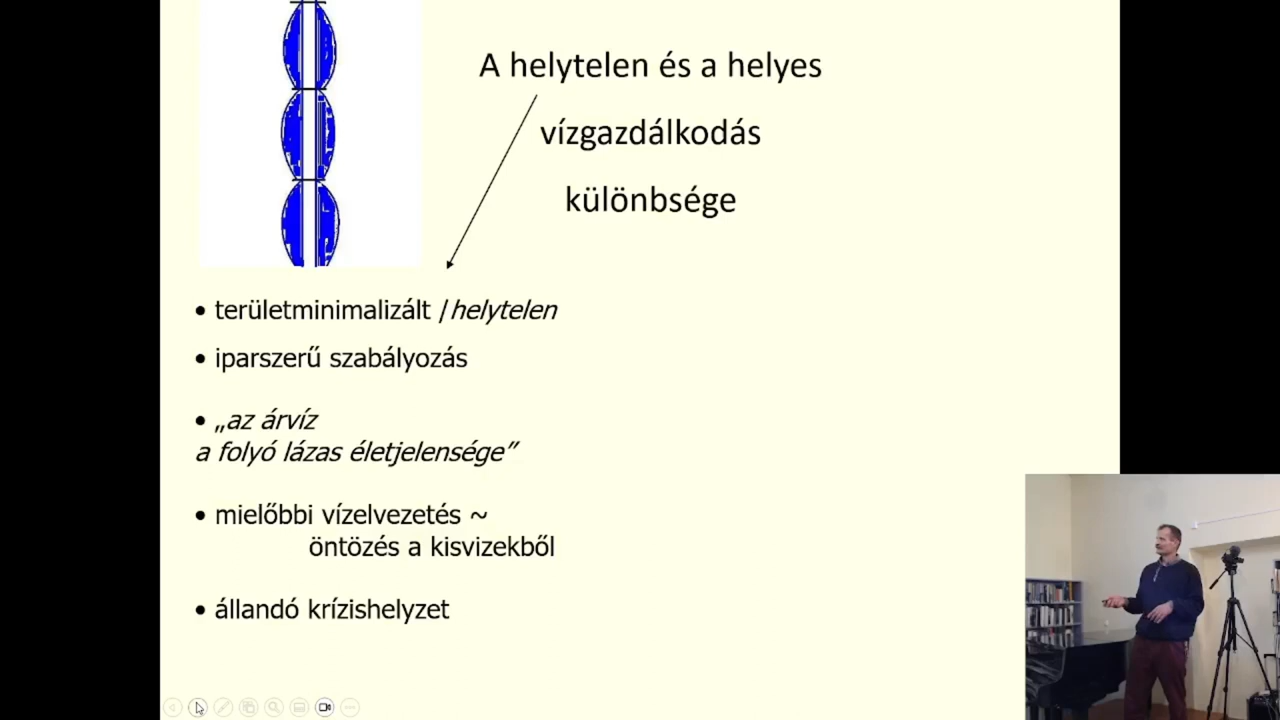 A helytelen és a helyes
vízgazdálkodás
különbsége
• területminimalizált /helytelen
• iparszerű szabályozás
• „az árvíz
a folyó lázas életjelensége”
• mielőbbi vízelvezetés ~
öntözés a kisvizekből
• állandó krízishelyzet